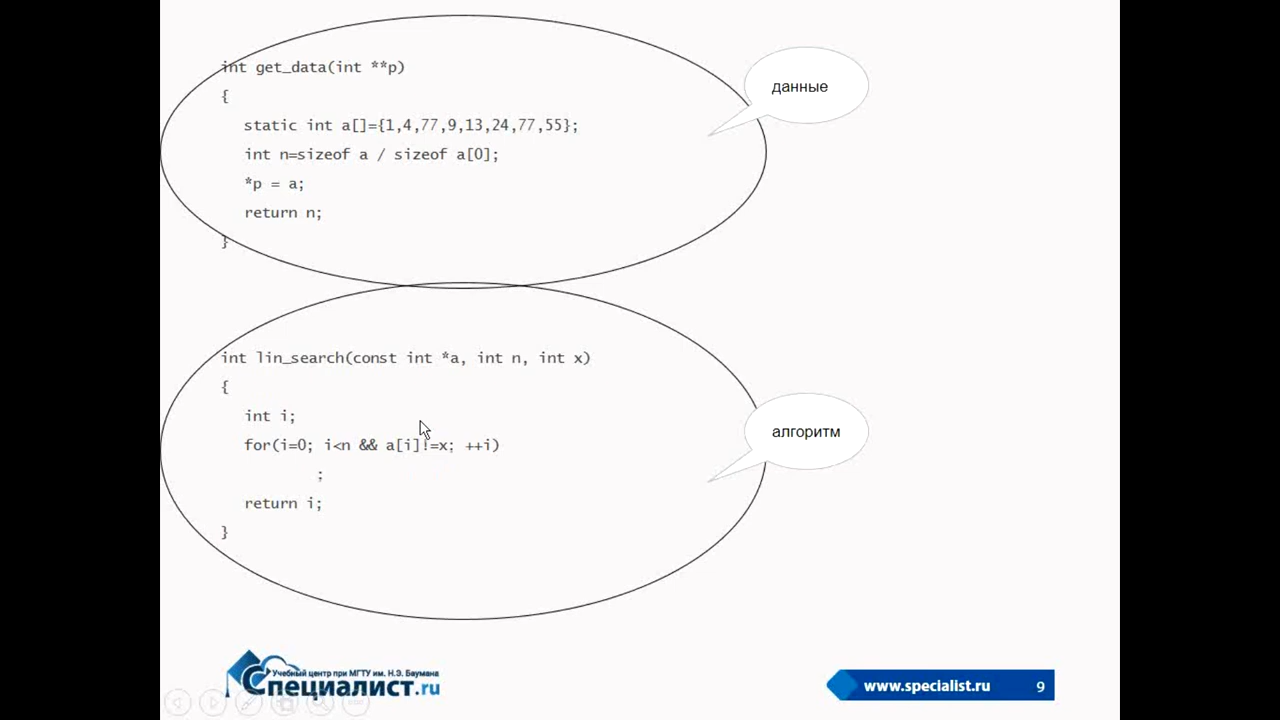 int get_data(int **p)
{
static int a[]={1,4,77,9,13,24,77,55};
int n=sizeof a / sizeof a[0];
*p = a;
return n;
}
данные
int lin_search(const int *a, int n, int x)
{
int i;
for(i=0; i<n && a[i]!=x; ++i)
;
return i;
}
алгоритм
Учебный центр при МГТУ им. Н.Э. Баумана
Специалист.ru
www.specialist.ru
9